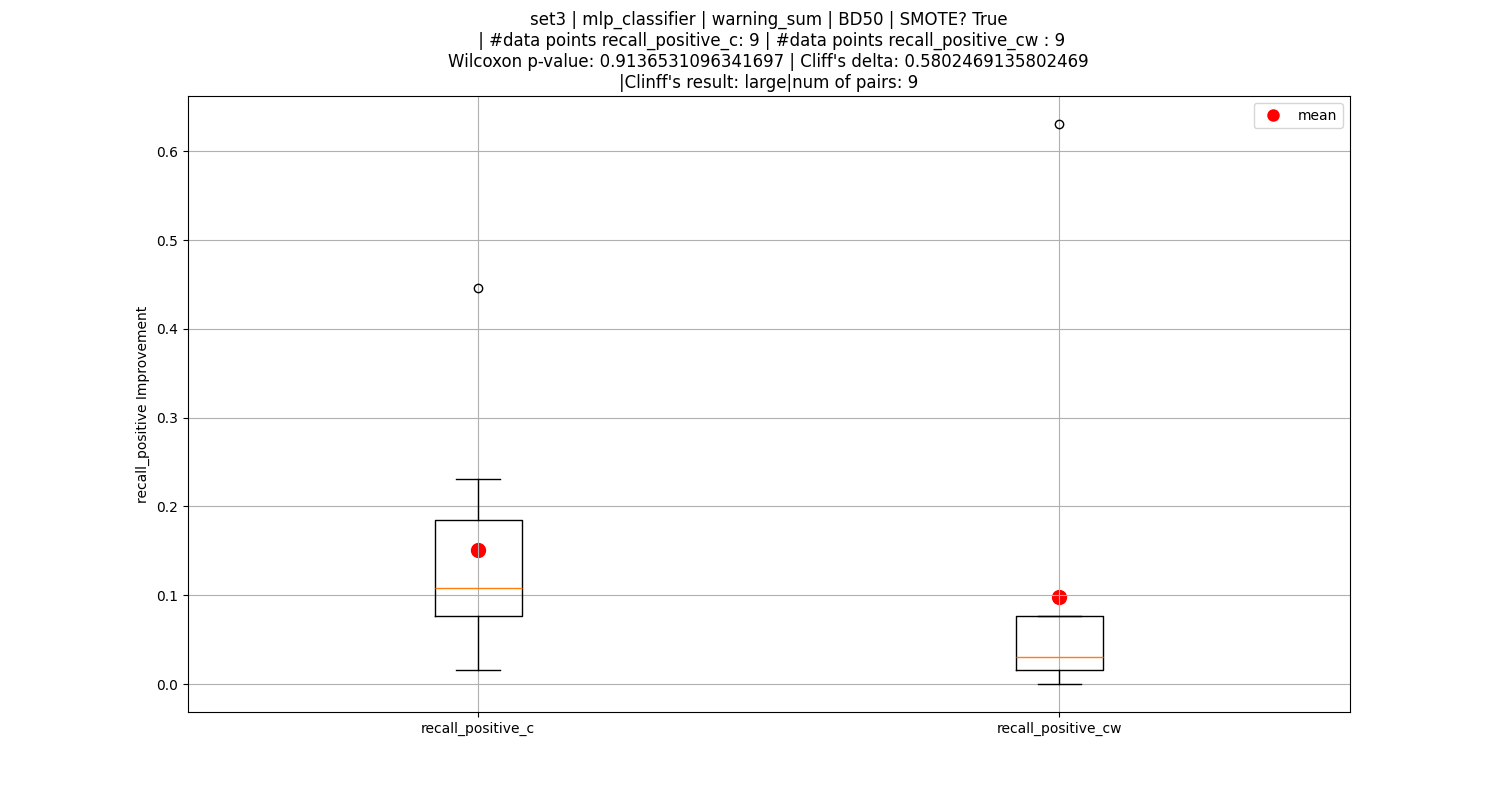 set3 | mlp_classifier | warning_sum | BD50 | SMOTE? True
| #data points recall_positive_c: 9 | #data points recall_positive_cw : 9
Wilcoxon p-value: 0.9136531096341697 | Cliff's delta: 0.5802469135802469
|Clinff's result: large|num of pairs: 9
mean
0.6
0.5
0.4
0.3
0.2
0.1
0.0
recall_positive Improvement
recall_positive_c
recall_positive_cw